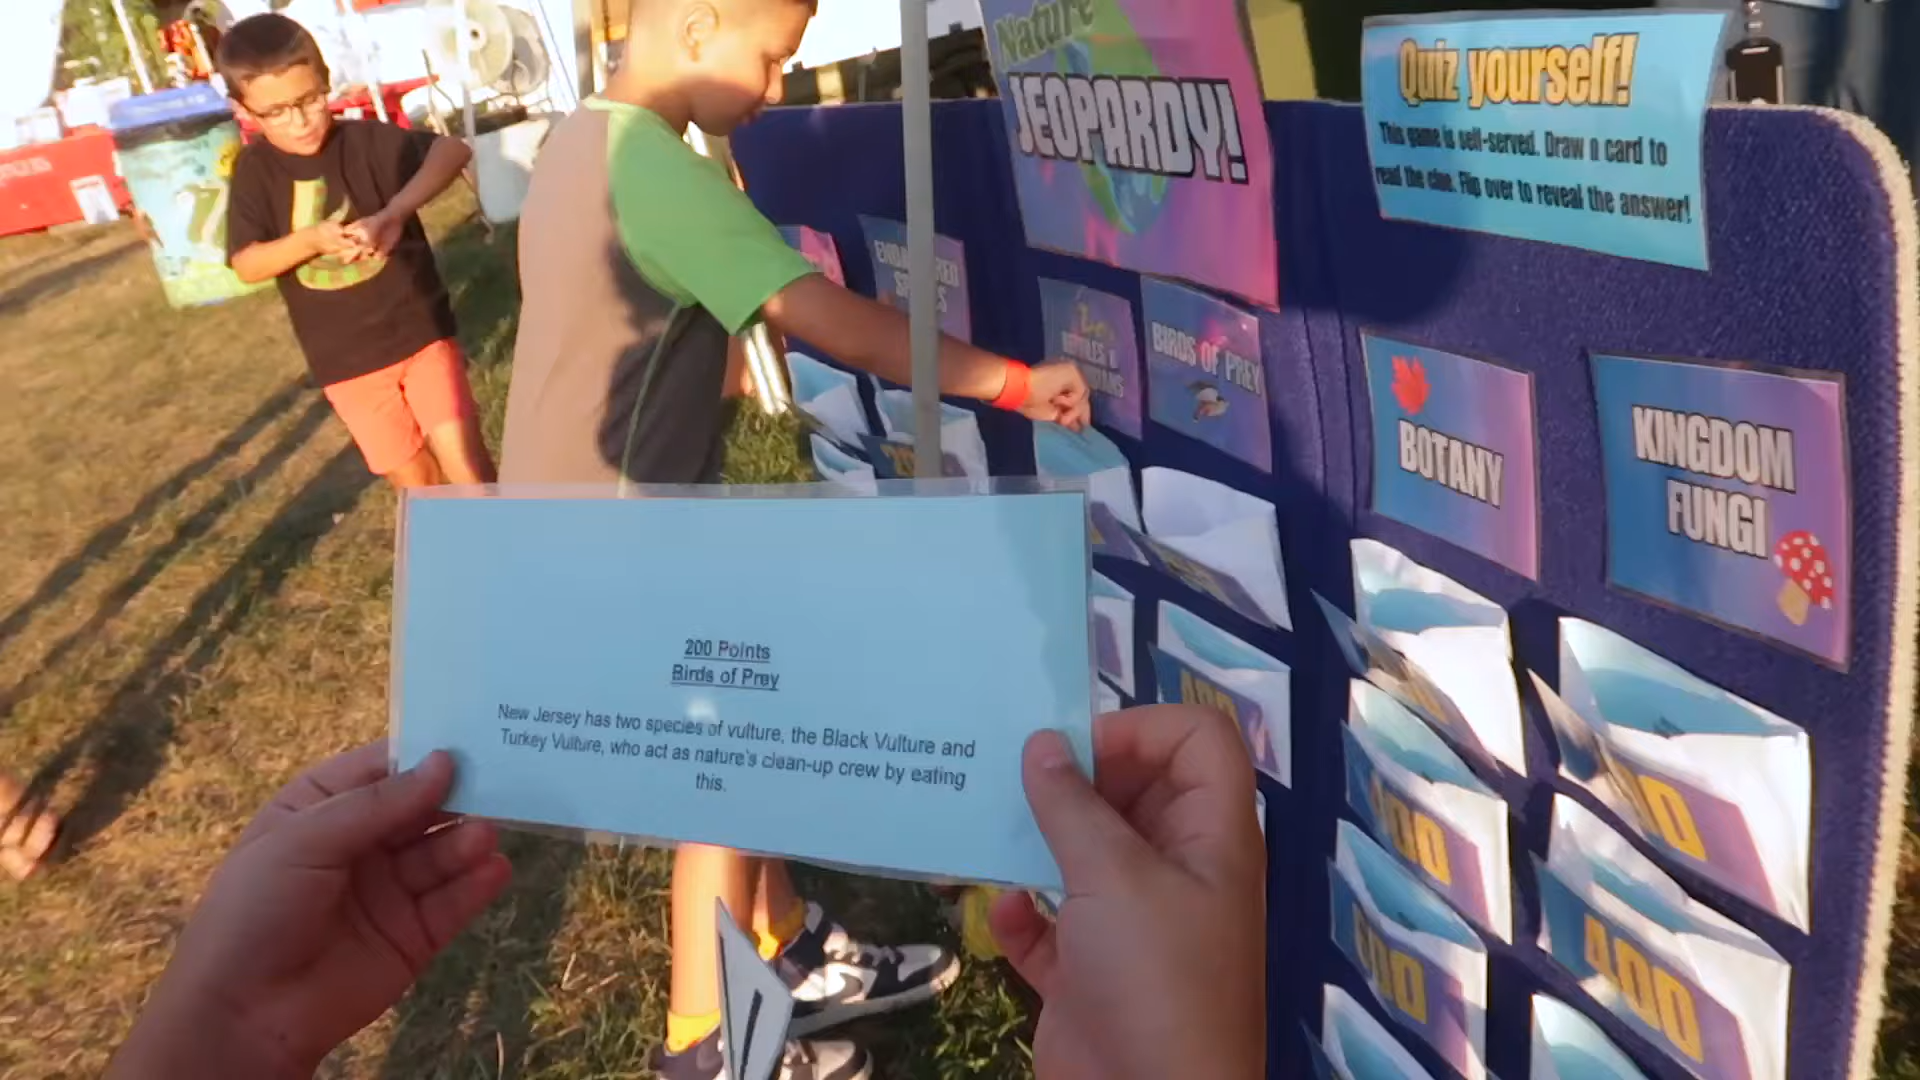 Nature
JEOPARDY!
Quiz yourself!
This game is self-served. Draw a card to
read the clue. Flip over to reveal the answer!
ENDANGERED
SPECIES
REPTILES &
BIRDS OF PREY
BOTANY
KINGDOM
FUNGI
200 Points
Birds of Prey
New Jersey has two species of vulture, the Black Vulture and
Turkey Vulture, who act as nature's clean-up crew by eating
this.
400
400